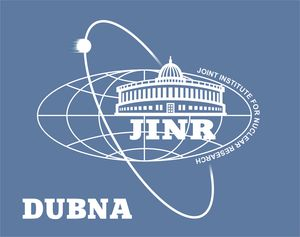 JOINT INSTITUTE FOR NUCLEAR RESEARCH
JINR
DUBNA